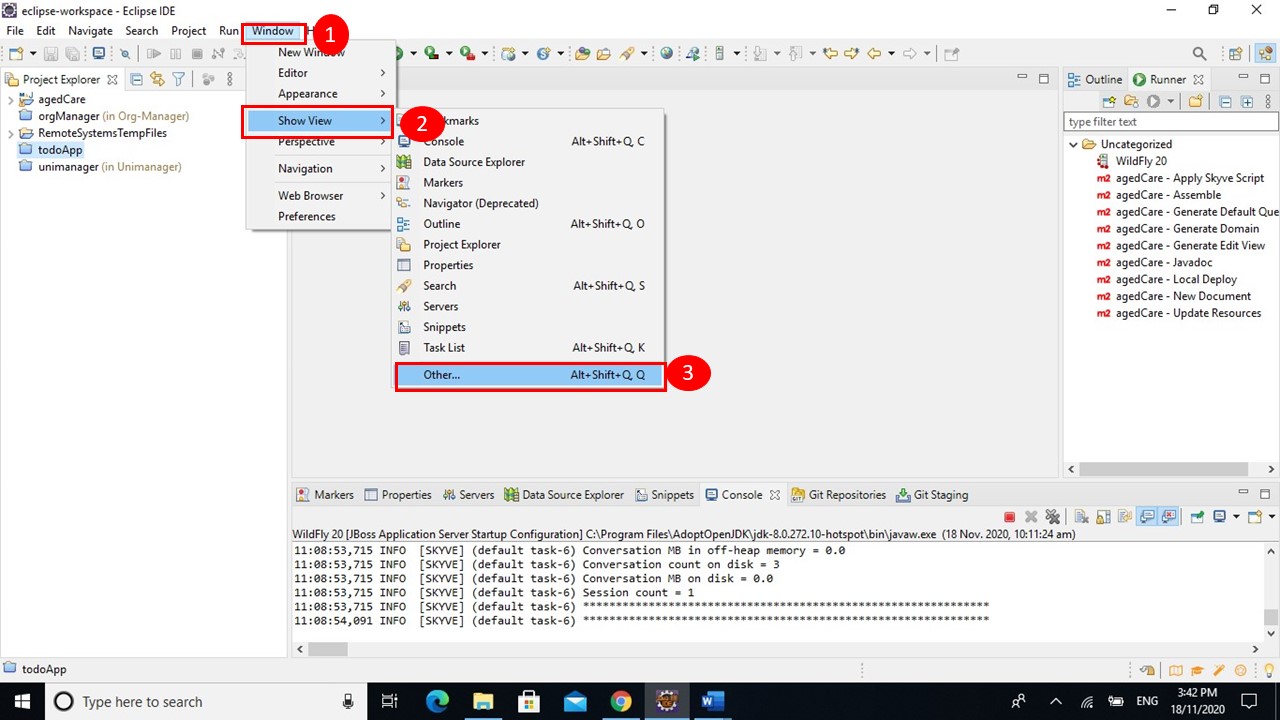 eclipse-workspace - Eclipse IDE
File Edit Navigate Search Project Run Window
1
Project Explorer
agedCare
orgManager (in Org-Manager)
RemoteSystemsTempFiles
todoApp
unimanager (in Unimanager)
New Window
Editor
Appearance
Show View
2
Perspective
Navigation
Web Browser
Preferences
Console Alt+Shift+Q, C
Data Source Explorer
Markers
Navigator (Deprecated)
Outline Alt+Shift+Q, O
Project Explorer
Properties
Search Alt+Shift+Q, S
Servers
Snippets
Task List Alt+Shift+Q, K
Other... Alt+Shift+Q, Q
3
Outline Runner
type filter text
Uncategorized
WildFly 20
m2 agedCare - Apply Skyve Script
m2 agedCare - Assemble
m2 agedCare - Generate Default Que
m2 agedCare - Generate Domain
m2 agedCare - Generate Edit View
m2 agedCare - Javadoc
m2 agedCare - Local Deploy
m2 agedCare - New Document
m2 agedCare - Update Resources
Markers Properties Servers Data Source Explorer Snippets Console Git Repositories Git Staging
WildFly 20 [JBoss Application Server Startup Configuration] C:\Program Files\AdoptOpenJDK\jdk-8.0.272.10-hotspot\bin\javaw.exe (18 Nov. 2020, 10:11:24 am)
11:08:53,715 INFO [SKYVE] (default task-6) Conversation MB in off-heap memory = 0.0
11:08:53,715 INFO [SKYVE] (default task-6) Conversation count on disk = 3
11:08:53,715 INFO [SKYVE] (default task-6) Conversation MB on disk = 0.0
11:08:53,715 INFO [SKYVE] (default task-6) Session count = 1
11:08:53,715 INFO [SKYVE] (default task-6) *************************************************************
11:08:54,091 INFO [SKYVE] (default task-6) *************************************************************
todoApp
Type here to search
ENG
3:42 PM
18/11/2020